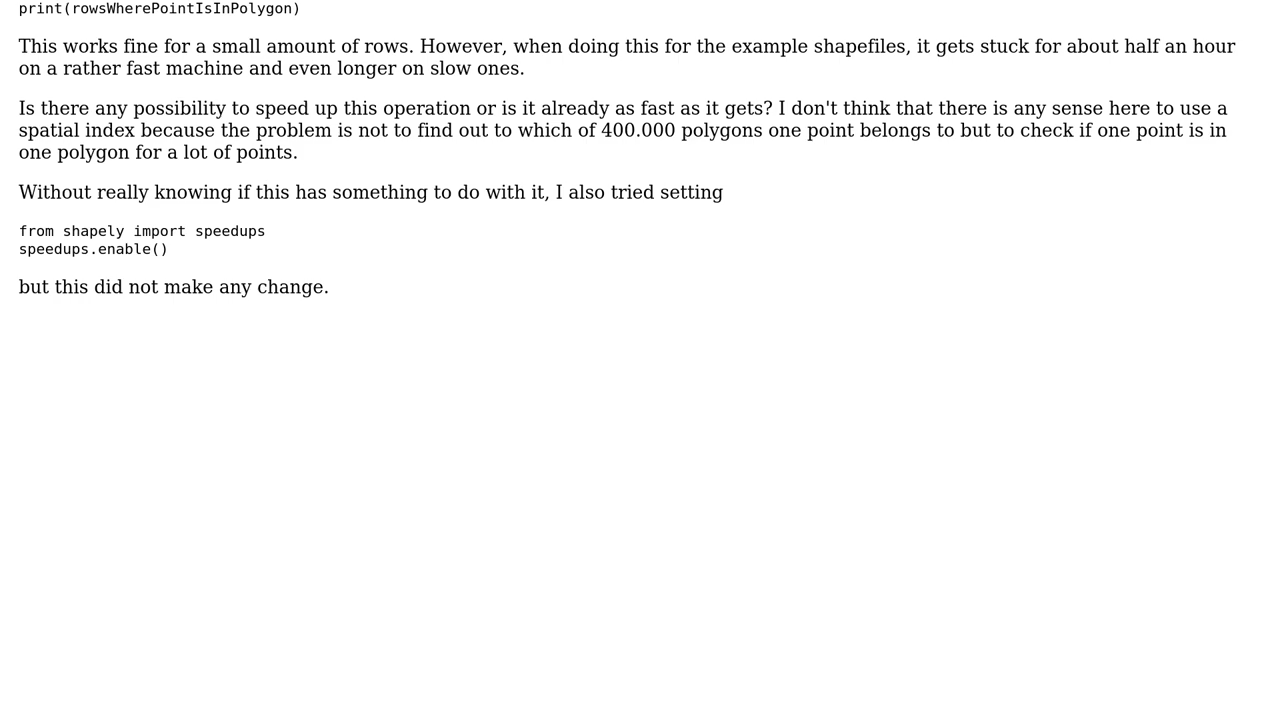 print(rowsWherePointIsInPolygon)
This works fine for a small amount of rows. However, when doing this for the example shapefiles, it gets stuck for about half an hour
on a rather fast machine and even longer on slow ones.
Is there any possibility to speed up this operation or is it already as fast as it gets? I don't think that there is any sense here to use a
spatial index because the problem is not to find out to which of 400.000 polygons one point belongs to but to check if one point is in
one polygon for a lot of points.
Without really knowing if this has something to do with it, I also tried setting
from shapely import speedups
speedups.enable()
but this did not make any change.